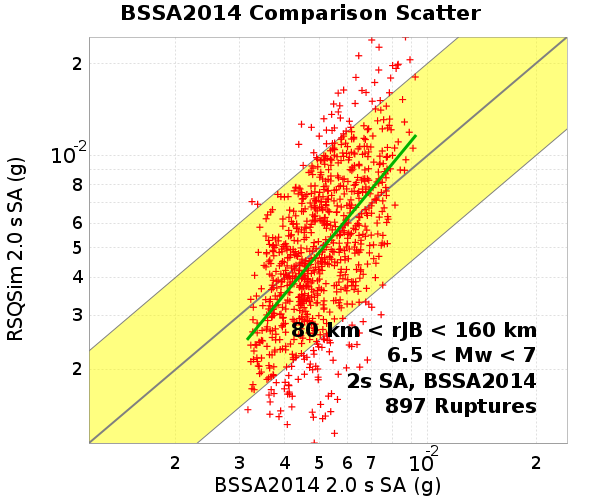 BSSA2014 Comparison Scatter
RSQSim 2.0 s SA (g)
2
10-2
8
6
5
4
3
2
80 km < rJB < 160 km
6.5 < Mw < 7
2s SA, BSSA2014
897 Ruptures
2 3 4 5 6 7 10-2 2
BSSA2014 2.0 s SA (g)